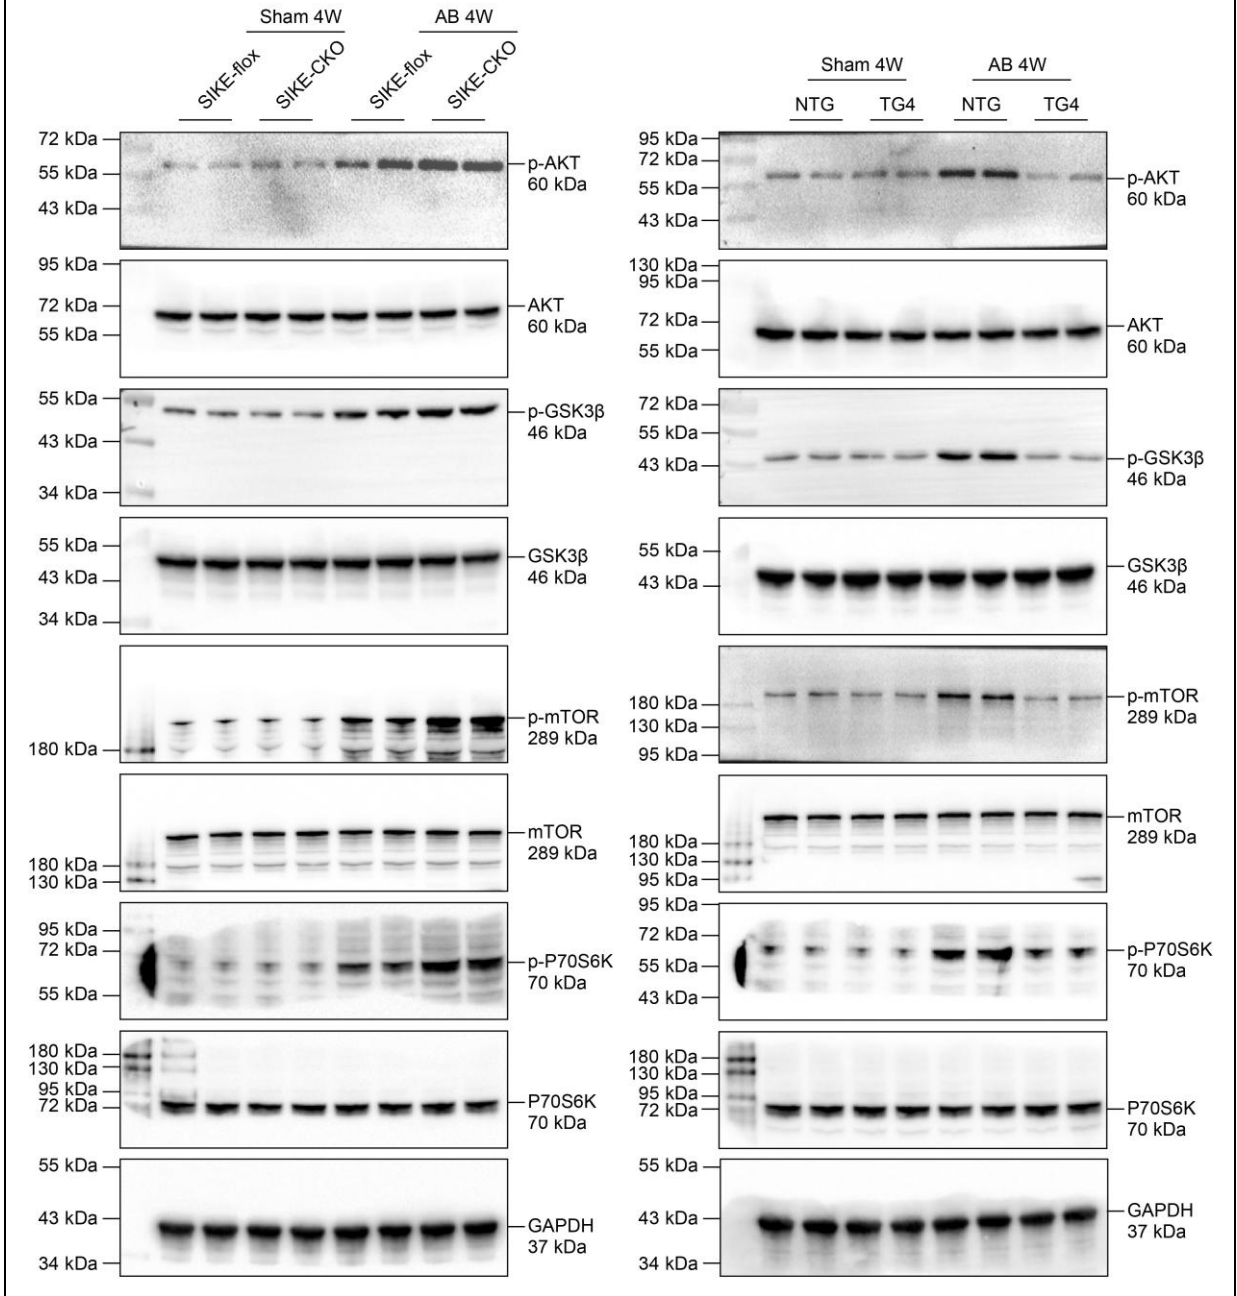 Sham 4W
AB 4W
SIKE-flox
SIKE-CKO
SIKE-flox
SIKE-CKO
72 kDa
55 kDa
43 kDa
p-AKT
60 kDa
95 kDa
72 kDa
55 kDa
AKT
60 kDa
55 kDa
43 kDa
34 kDa
p-GSK3β
46 kDa
55 kDa
43 kDa
34 kDa
GSK3β
46 kDa
180 kDa
p-mTOR
289 kDa
180 kDa
130 kDa
mTOR
289 kDa
95 kDa
72 kDa
55 kDa
p-P70S6K
70 kDa
180 kDa
130 kDa
95 kDa
72 kDa
P70S6K
70 kDa
55 kDa
43 kDa
34 kDa
GAPDH
37 kDa
Sham 4W
AB 4W
NTG
TG4
NTG
TG4
95 kDa
72 kDa
55 kDa
43 kDa
p-AKT
60 kDa
130 kDa
95 kDa
72 kDa
55 kDa
AKT
60 kDa
72 kDa
55 kDa
43 kDa
p-GSK3β
46 kDa
55 kDa
43 kDa
GSK3β
46 kDa
180 kDa
130 kDa
95 kDa
p-mTOR
289 kDa
180 kDa
130 kDa
95 kDa
mTOR
289 kDa
95 kDa
72 kDa
55 kDa
43 kDa
p-P70S6K
70 kDa
180 kDa
130 kDa
95 kDa
72 kDa
P70S6K
70 kDa
55 kDa
43 kDa
34 kDa
GAPDH
37 kDa